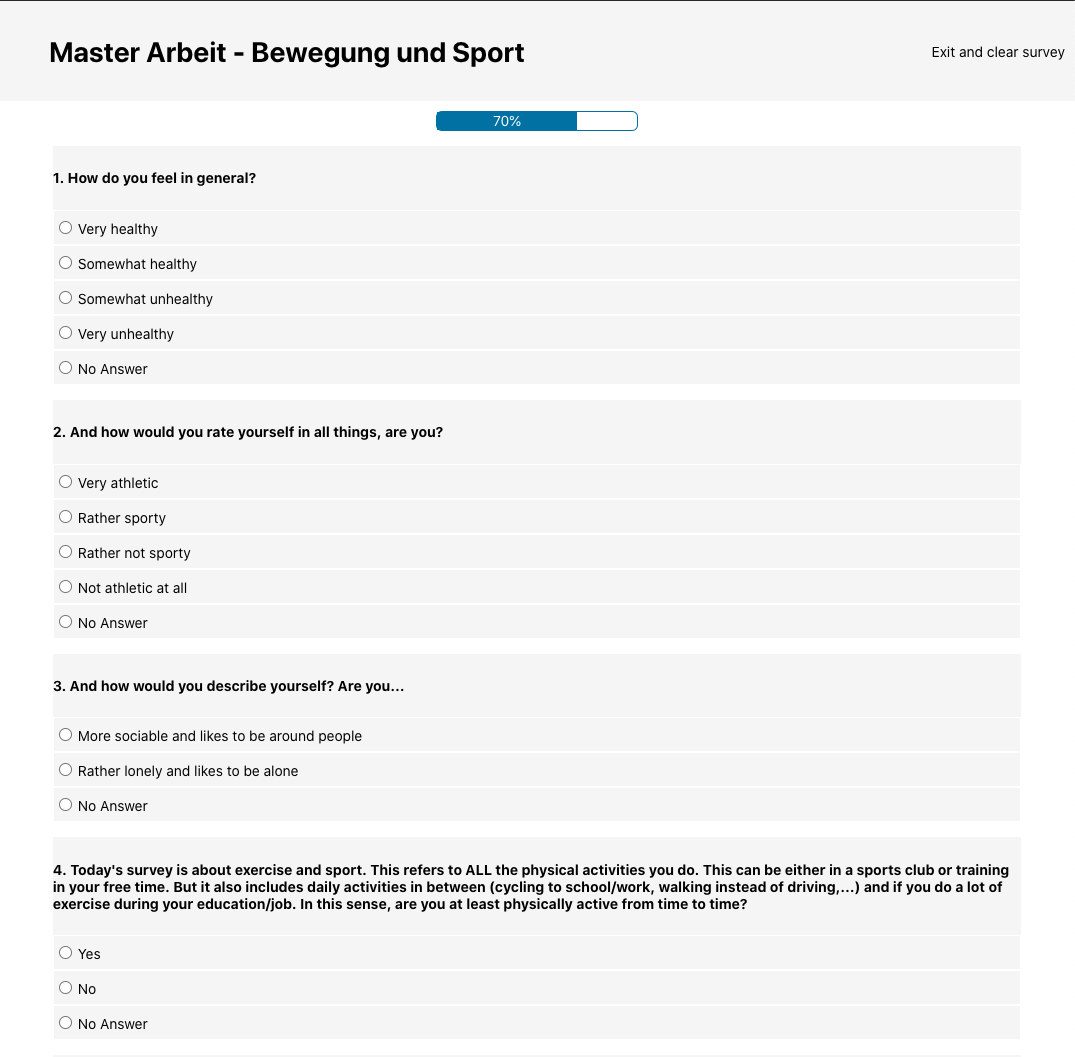 Master Arbeit - Bewegung und Sport
Exit and clear survey
70%
1. How do you feel in general?
Very healthy
Somewhat healthy
Somewhat unhealthy
Very unhealthy
No Answer
2. And how would you rate yourself in all things, are you?
Very athletic
Rather sporty
Rather not sporty
Not athletic at all
No Answer
3. And how would you describe yourself? Are you...
More sociable and likes to be around people
Rather lonely and likes to be alone
No Answer
4. Today's survey is about exercise and sport. This refers to ALL the physical activities you do. This can be either in a sports club or training
in your free time. But it also includes daily activities in between (cycling to school/work, walking instead of driving,...) and if you do a lot of
exercise during your education/job. In this sense, are you at least physically active from time to time?
Yes
No
No Answer